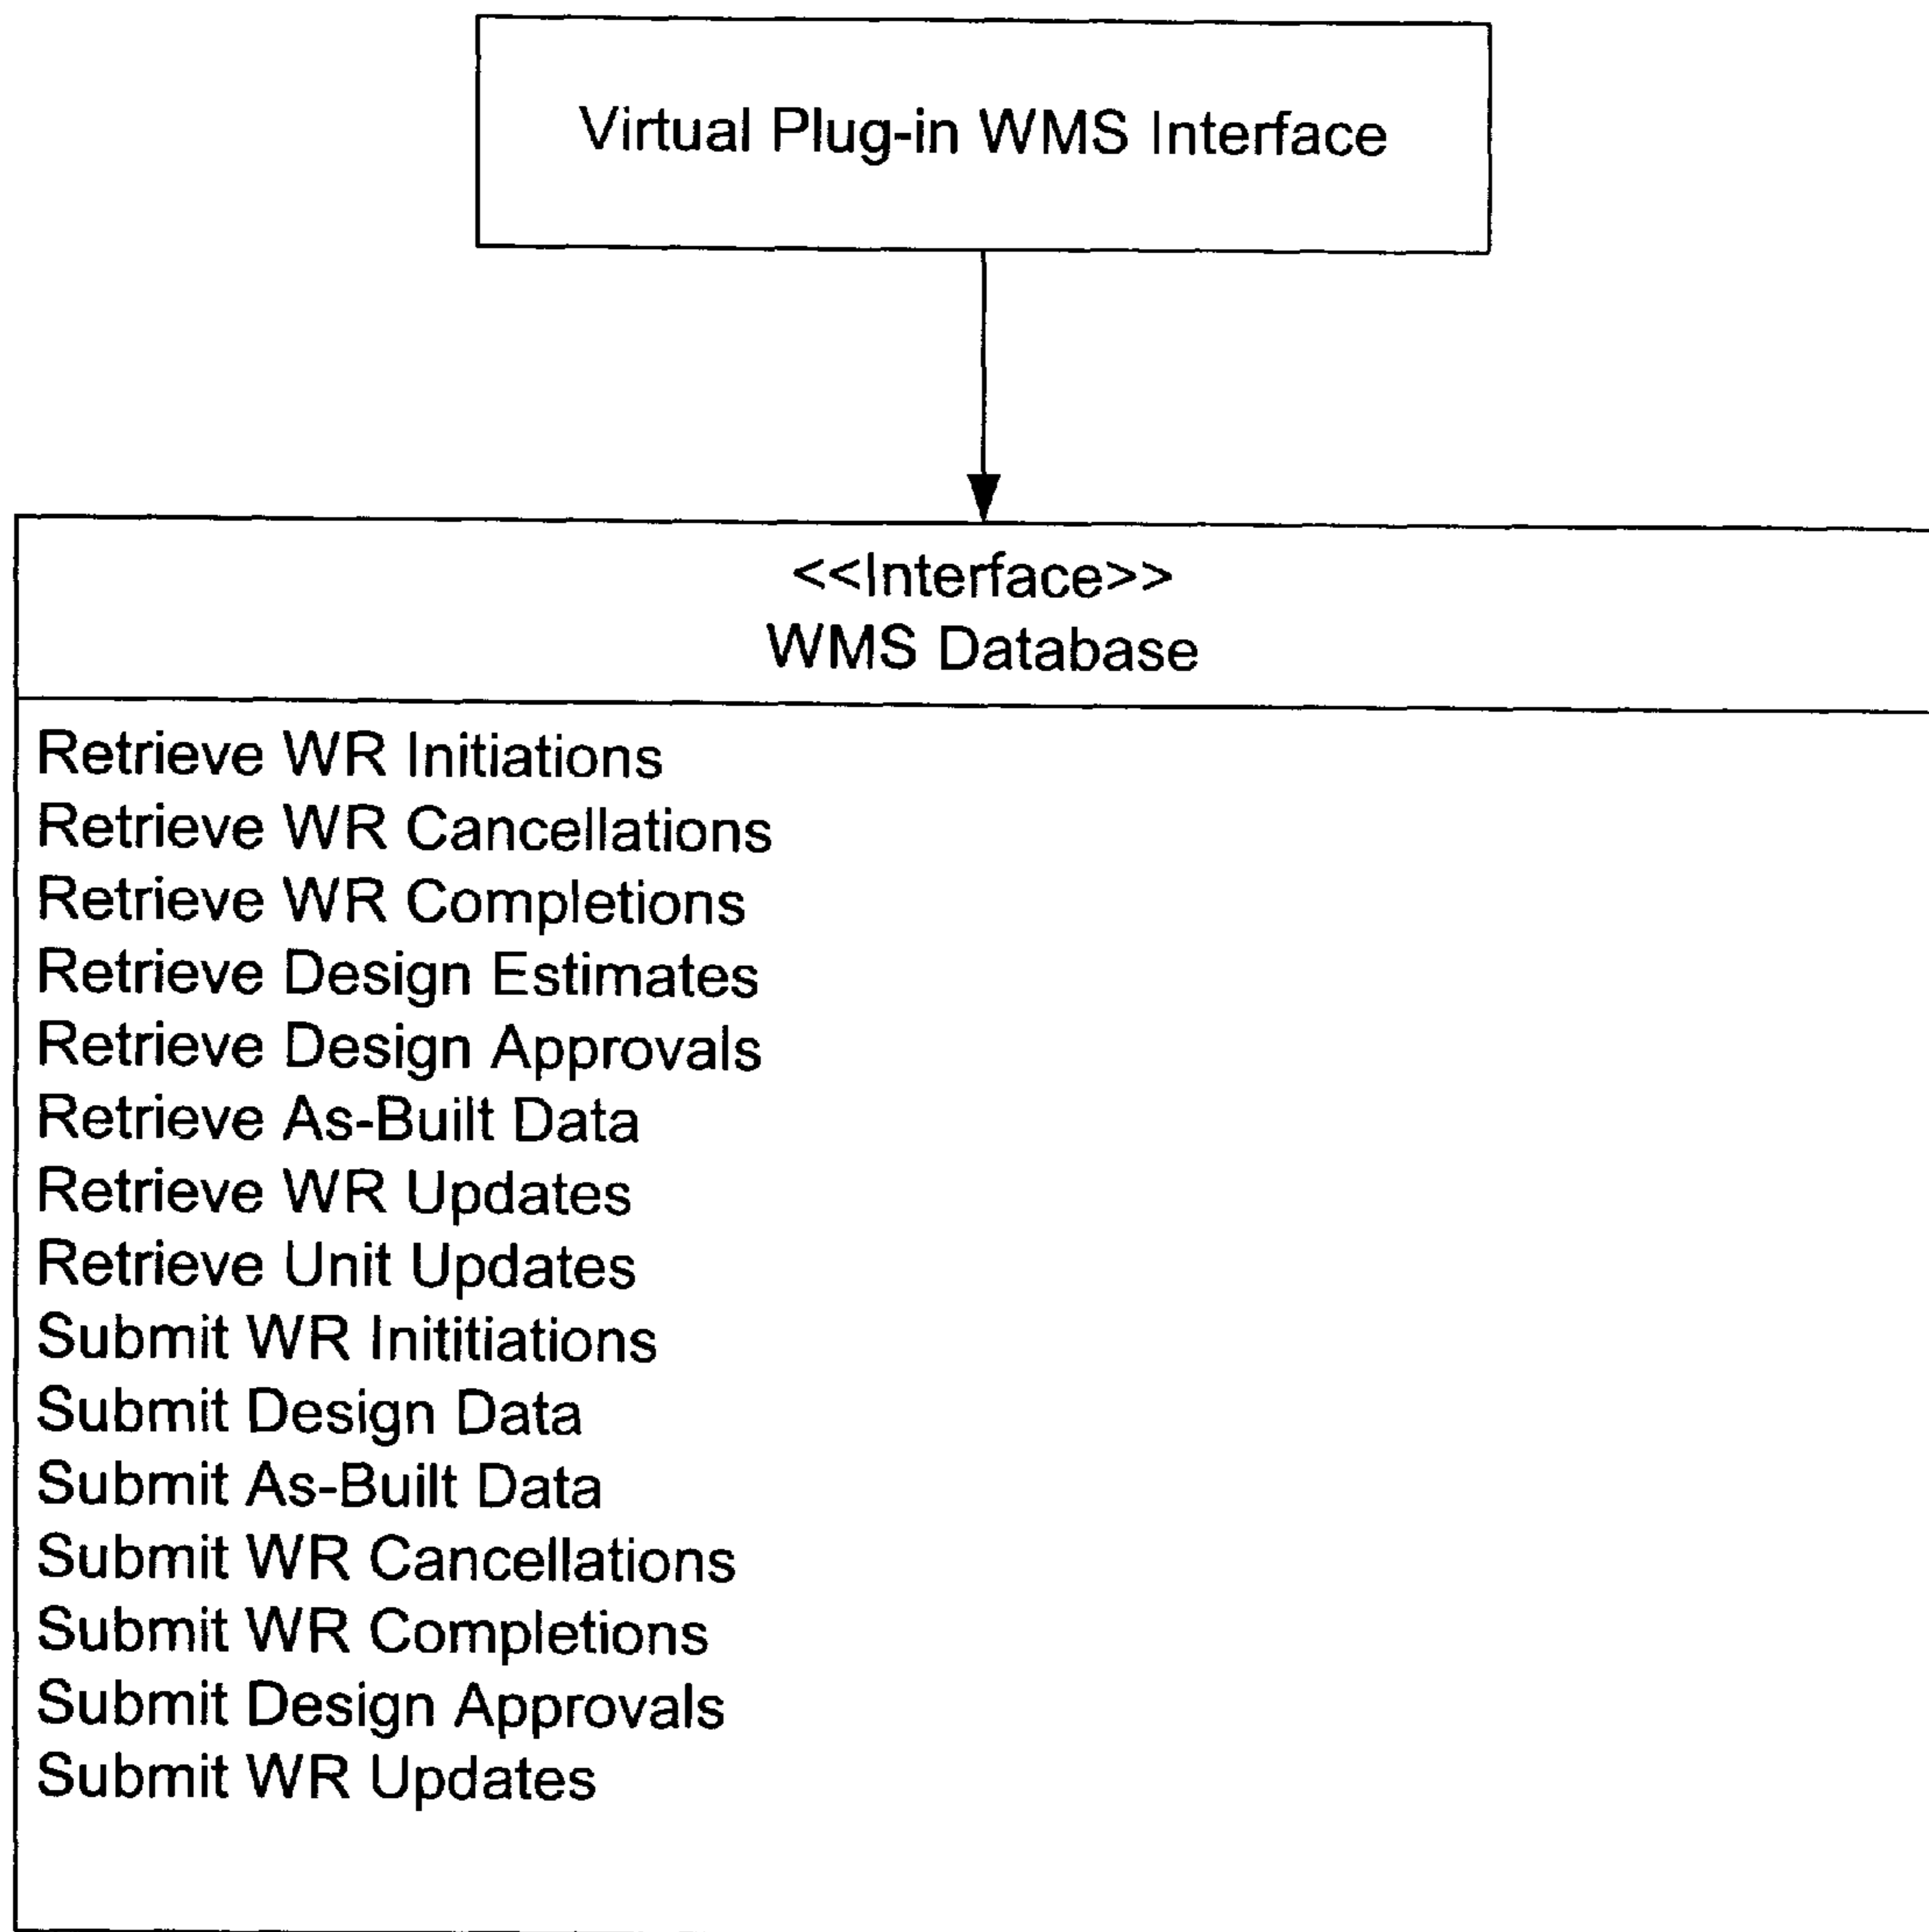 Virtual Plug-in WMS Interface
<<Interface>>
WMS Database
Retrieve WR Initiations
Retrieve WR Cancellations
Retrieve WR Completions
Retrieve Design Estimates
Retrieve Design Approvals
Retrieve As-Built Data
Retrieve WR Updates
Retrieve Unit Updates
Submit WR Inititiations
Submit Design Data
Submit As-Built Data
Submit WR Cancellations
Submit WR Completions
Submit Design Approvals
Submit WR Updates